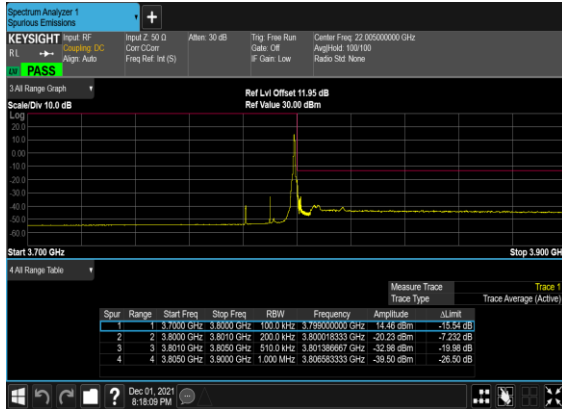 Spectrum Analyzer 1
Spurious Emissions
+
KEYSIGHT Input: RF Input Z: 50 Ω Atten: 30 dB Trig: Free Run Center Freq: 22.005000000 GHz
RL Coupling: DC Corr CCorr Gate: Off Avg|Hold: 100/100
Align: Auto Freq Ref: Int (S) IF Gain: Low Radio Std: None
PASS
3 All Range Graph
Ref Lvl Offset 11.95 dB
Scale/Div 10.0 dB Ref Value 30.00 dBm
Log
20.0
10.0
0.00
-10.0
-20.0
-30.0
-40.0
-50.0
-60.0
Start 3.700 GHz Stop 3.900 GH
4 All Range Table
Measure Trace Trace 1
Trace Type Trace Average (Active)
Spur Range Start Freq Stop Freq RBW Frequency Amplitude ΔLimit
1 1 3.7000 GHz 3.8000 GHz 100.0 kHz 3.799000000 GHz 14.46 dBm -15.54 dB
2 2 3.8000 GHz 3.8010 GHz 200.0 kHz 3.800018333 GHz -20.23 dBm -7.232 dB
3 3 3.8010 GHz 3.8050 GHz 510.0 kHz 3.801386667 GHz -32.98 dBm -19.98 dB
4 4 3.8050 GHz 3.9000 GHz 1.000 MHz 3.806583333 GHz -39.50 dBm -26.50 dB
? Dec 01, 2021
8:18:09 PM